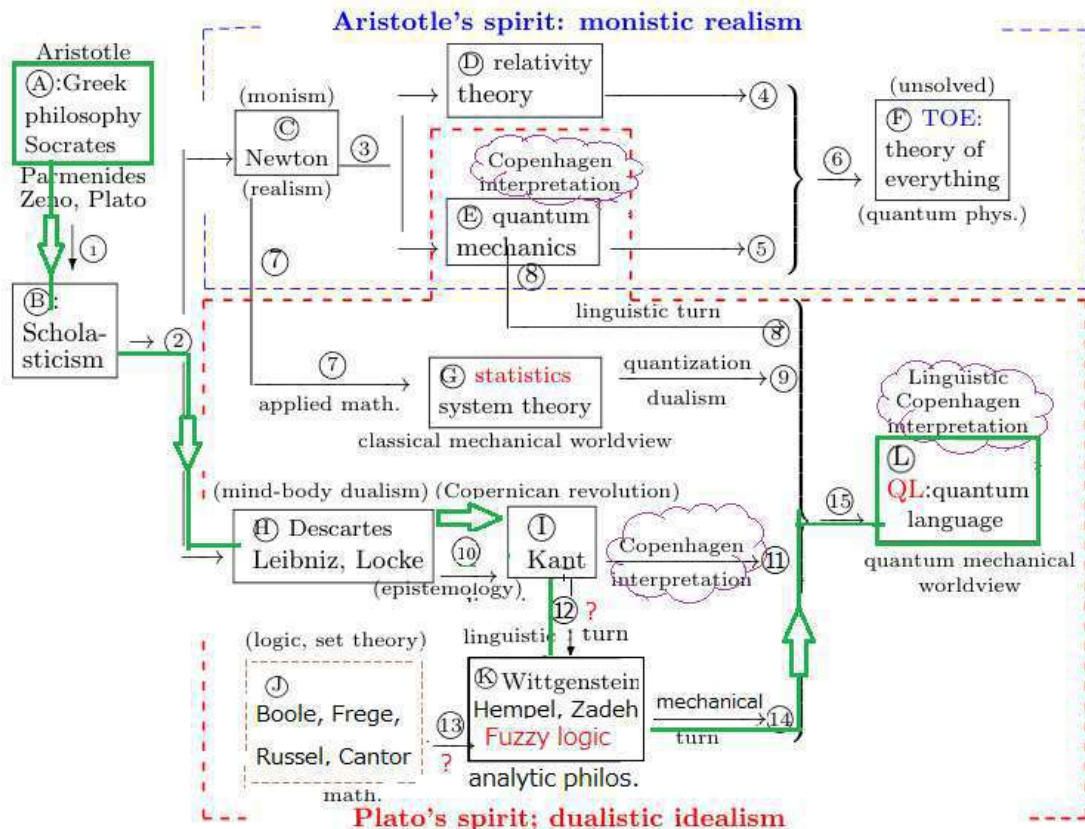 Aristotle's spirit: monistic realism
Aristotle
Ⓐ:Greek
philosophy
Socrates
Parmenides
Zeno, Plato
①
Ⓑ:
Schola-
sticism
②
(monism)
Ⓒ
Newton
(realism)
③
Ⓓ relativity
theory
④
Copenhagen
interpretation
Ⓔ quantum
mechanics
⑤
⑥
(unsolved)
Ⓕ TOE:
theory of
everything
(quantum phys.)
⑦
⑧
linguistic turn
⑧
⑦
applied math.
Ⓖ statistics
system theory
classical mechanical worldview
quantization
dualism
⑨
Linguistic
Copenhagen
interpretation
Ⓛ
QL:quantum
language
quantum mechanical
worldview
⑮
(mind-body dualism)
(Copernican revolution)
Ⓗ Descartes
Leibniz, Locke
⑩
(epistemology)
Ⓘ
Kant
Copenhagen
interpretation
⑪
⑫ ?
linguistic turn
(logic, set theory)
Ⓙ
Boole, Frege,
Russel, Cantor
math.
⑬
?
Ⓚ Wittgenstein
Hempel, Zadeh
Fuzzy logic
analytic philos.
mechanical
turn
⑭
Plato's spirit; dualistic idealism